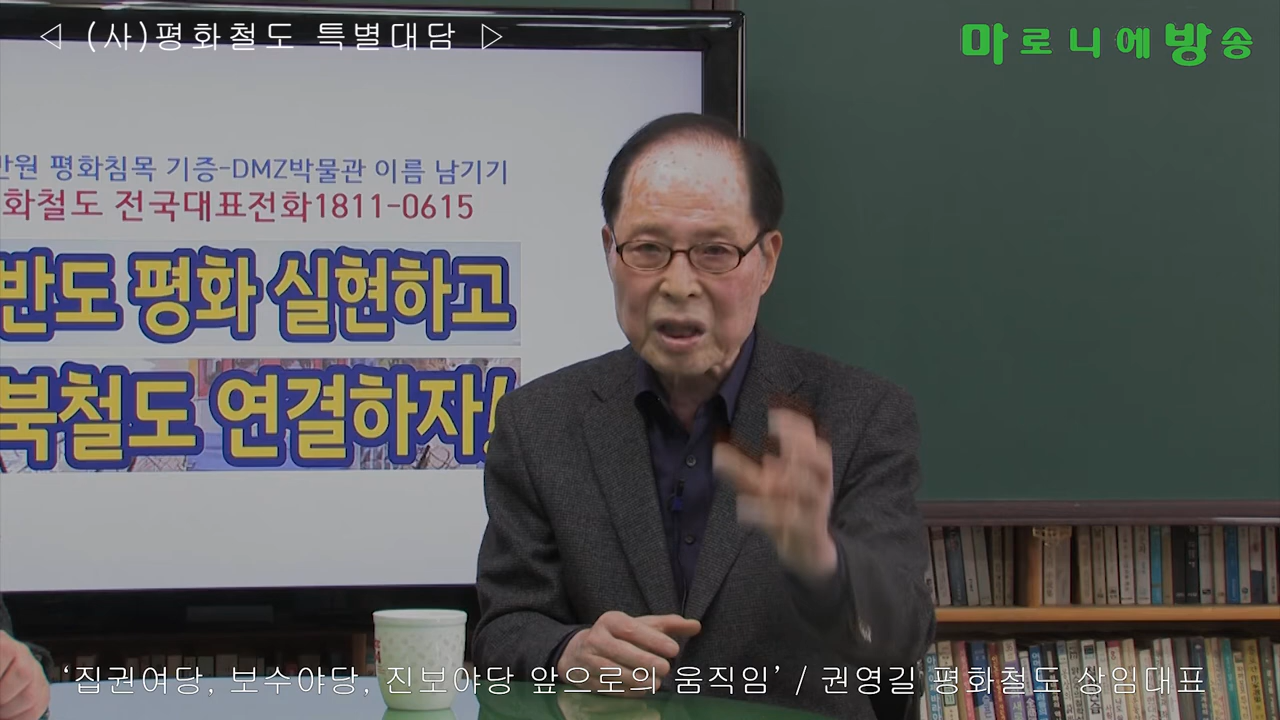 ◁ (사)평화철도 특별대담 ▷
마로니에방송
만원 평화침목 기증-DMZ박물관 이름 남기기
화철도 전국대표전화1811-0615
반도 평화 실현하고
북철도 연결하자!
‘집권여당, 보수야당, 진보야당 앞으로의 움직임’ / 권영길 평화철도 상임대표